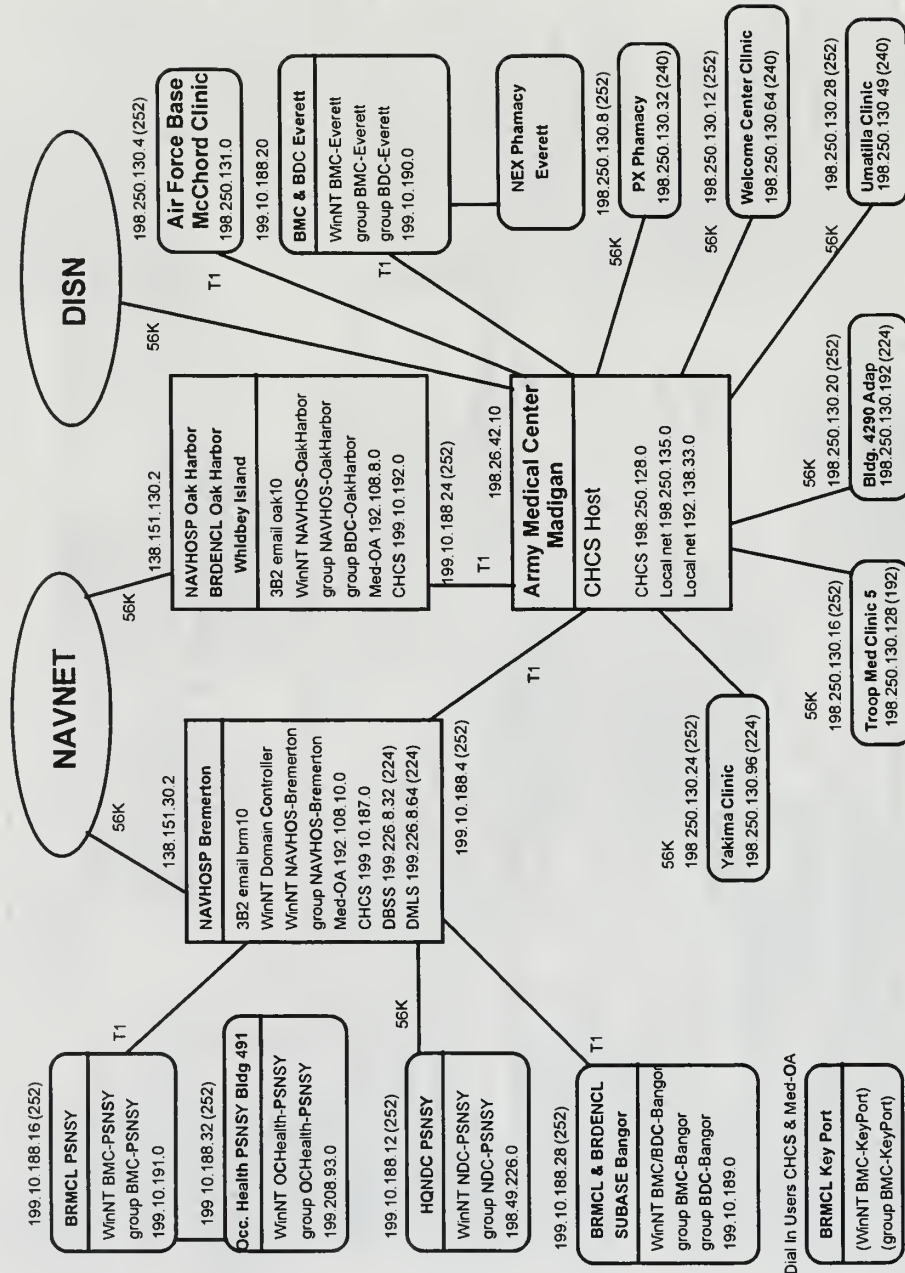 NAVNET
DISN
56K
138.151.30.2
NAVHOSP Bremerton
3B2 email brm10
WinNT Domain Controller
WinNT NAVHOS-Bremerton
group NAVHOS-Bremerton
Med-OA 192.108.10.0
CHCS 199 10.187.0
DBSS 199.226.8.32 (224)
DMLS 199.226.8.64 (224)
199.10.188.4 (252)
T1
199.10.188.16 (252)
BRMCL PSNSY
WinNT BMC-PSNSY
group BMC-PSNSY
199.10.191.0
T1
199 10.188.32 (252)
Occ. Health PSNSY Bldg 491
WinNT OCHealth-PSNSY
group OCHealth-PSNSY
199.208.93.0
199.10.188.12 (252)
HQNDC PSNSY
WinNT NDC-PSNSY
group NDC-PSNSY
198.49.226.0
56K
199.10.188.28 (252)
BRMCL & BRDENCL
SUBASE Bangor
WinNT BMC/BDC-Bangor
group BMC-Bangor
group BDC-Bangor
199.10.189.0
T1
Dial In Users CHCS & Med-OA
BRMCL Key Port
(WinNT BMC-KeyPort)
(group BMC-KeyPort)
56K
138.151.130.2
NAVHOSP Oak Harbor
BRDENCL Oak Harbor
Whidbey Island
3B2 email oak10
WinNT NAVHOS-OakHarbor
group NAVHOS-OakHarbor
group BDC-OakHarbor
Med-OA 192.108.8.0
CHCS 199.10.192.0
199.10.188 24 (252)
T1
56K
198.26.42.10
Army Medical Center
Madigan
CHCS Host
CHCS 198.250.128.0
Local net 198 250.135.0
Local net 192.138.33.0
198.250.130.4 (252)
Air Force Base
McChord Clinic
198.250.131.0
T1
199.10.188.20
BMC & BDC Everett
WinNT BMC-Everett
group BMC-Everett
group BDC-Everett
199.10.190.0
T1
NEX Phamacy
Everett
198.250.130.8 (252)
PX Phamacy
198.250.130.32 (240)
56K
198.250.130.12 (252)
Welcome Center Clinic
198.250.130.64 (240)
56K
198.250.130.28 (252)
Umatilla Clinic
198 250.130 49 (240)
56K
56K
198.250.130.20 (252)
Bldg. 4290 Adap
198.250.130.192 (224)
56K
198.250.130.16 (252)
Troop Med Clinic 5
198.250.130.128 (192)
56K
198 250.130.24 (252)
Yakima Clinic
198.250.130.96 (224)